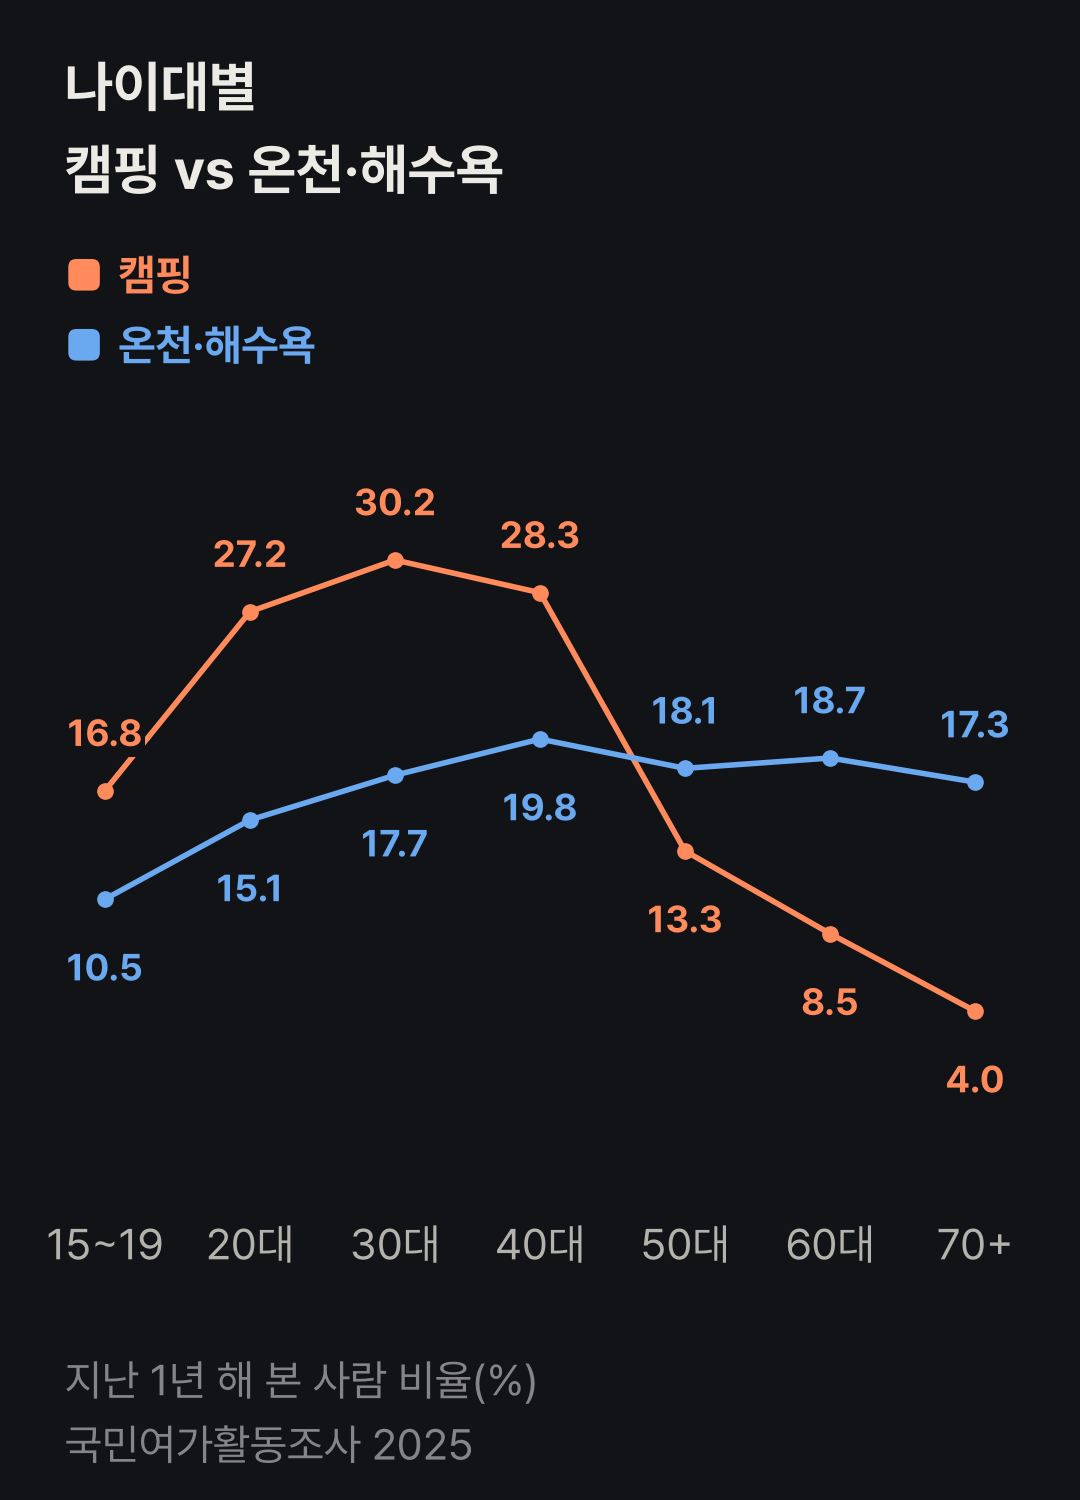 나이대별
캠핑 vs 온천·해수욕
캠핑
온천·해수욕
30.2
28.3
27.2
18.7
18.1
17.3
16.8
19.8
17.7
15.1
13.3
10.5
8.5
4.0
15~19 20대 30대 40대 50대 60대 70+
지난 1년 해 본 사람 비율(%)
국민여가활동조사 2025